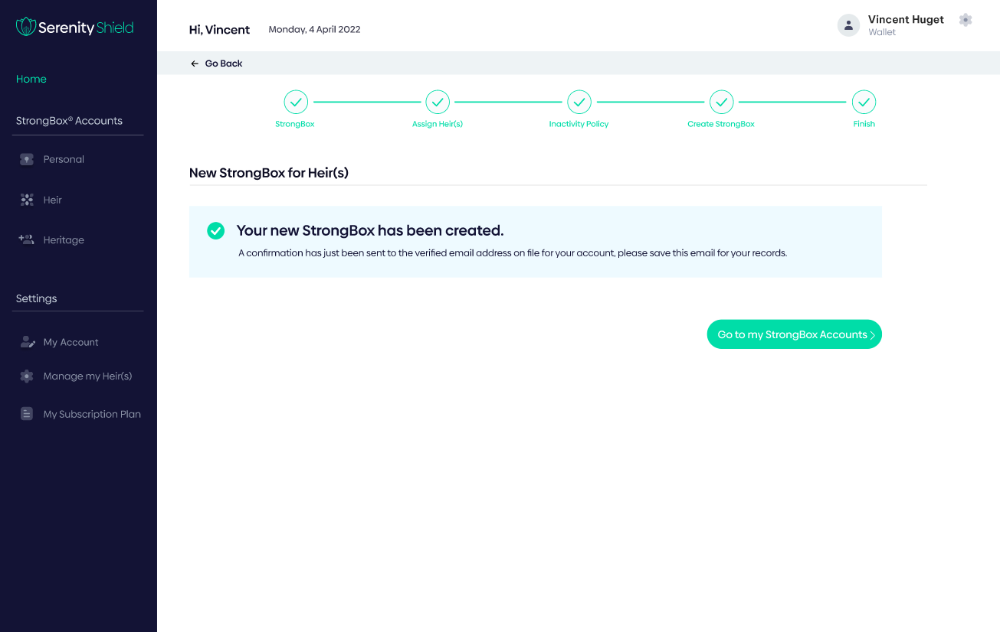 Serenity Shield
Hi, Vincent
Monday, 4 April 2022
Vincent Huget
Wallet
Go Back
Home
StrongBox® Accounts
Personal
Heir
Heritage
Settings
My Account
Manage my Heir(s)
My Subscription Plan
StrongBox
Assign Heir(s)
Inactivity Policy
Create StrongBox
Finish
New StrongBox for Heir(s)
Your new StrongBox has been created.
A confirmation has just been sent to the verified email address on file for your account, please save this email for your records.
Go to my StrongBox Accounts